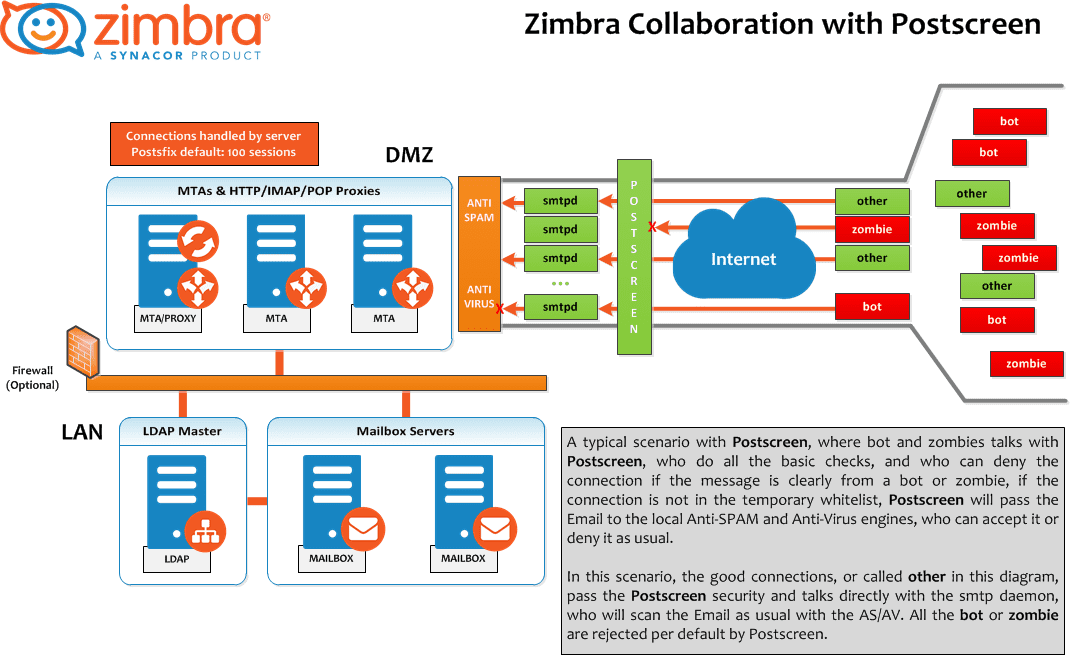 zimbra®
A SYNACOR PRODUCT
Zimbra Collaboration with Postscreen
Connections handled by server
Postsfix default: 100 sessions
DMZ
MTAs & HTTP/IMAP/POP Proxies
MTA/PROXY
MTA
MTA
ANTI
SPAM
ANTI
VIRUS
X
smtpd
smtpd
smtpd
...
smtpd
POSTSCREEN
X
Internet
other
zombie
other
bot
bot
bot
other
zombie
zombie
other
bot
zombie
Firewall
(Optional)
LAN
LDAP Master
LDAP
Mailbox Servers
MAILBOX
MAILBOX
A typical scenario with Postscreen, where bot and zombies talks with
Postscreen, who do all the basic checks, and who can deny the
connection if the message is clearly from a bot or zombie, if the
connection is not in the temporary whitelist, Postscreen will pass the
Email to the local Anti-SPAM and Anti-Virus engines, who can accept it or
deny it as usual.
In this scenario, the good connections, or called other in this diagram,
pass the Postscreen security and talks directly with the smtp daemon,
who will scan the Email as usual with the AS/AV. All the bot or zombie
are rejected per default by Postscreen.